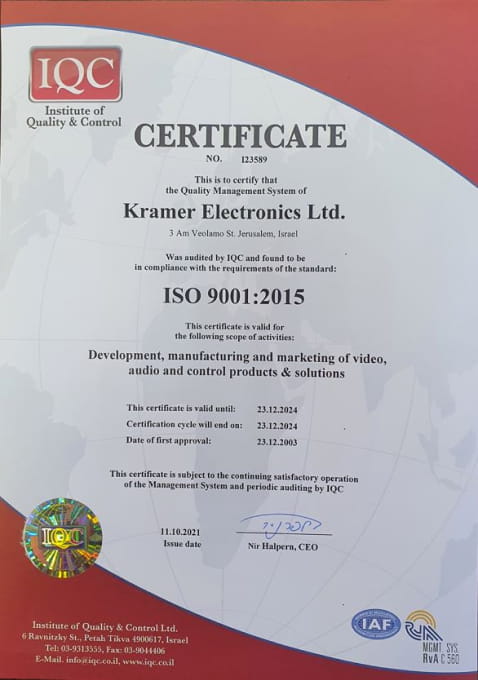 IQC
Institute of
Quality & Control
CERTIFICATE
NO. 123589
This is to certify that
the Quality Management System of
Kramer Electronics Ltd.
3 Am Veolamo St. Jerusalem, Israel
Was audited by IQC and found to be
in compliance with the requirements of the standard:
ISO 9001:2015
This certificate is valid for
the following scope of activities:
Development, manufacturing and marketing of video,
audio and control products & solutions
This certificate is valid until: 23.12.2024
Certification cycle will end on: 23.12.2024
Date of first approval: 23.12.2003
This certificate is subject to the continuing satisfactory operation
of the Management System and periodic auditing by IQC
11.10.2021
Issue date
Nir Halpern, CEO
IQC
Institute of Quality & Control Ltd.
6 Ravnitzky St., Petah Tikva 4900617, Israel
Tel: 03-9313555, Fax: 03-9044406
E-Mail. info@iqc.co.il, www.iqc.co.il
IAF
MGMT. SYS.
RvA C 560